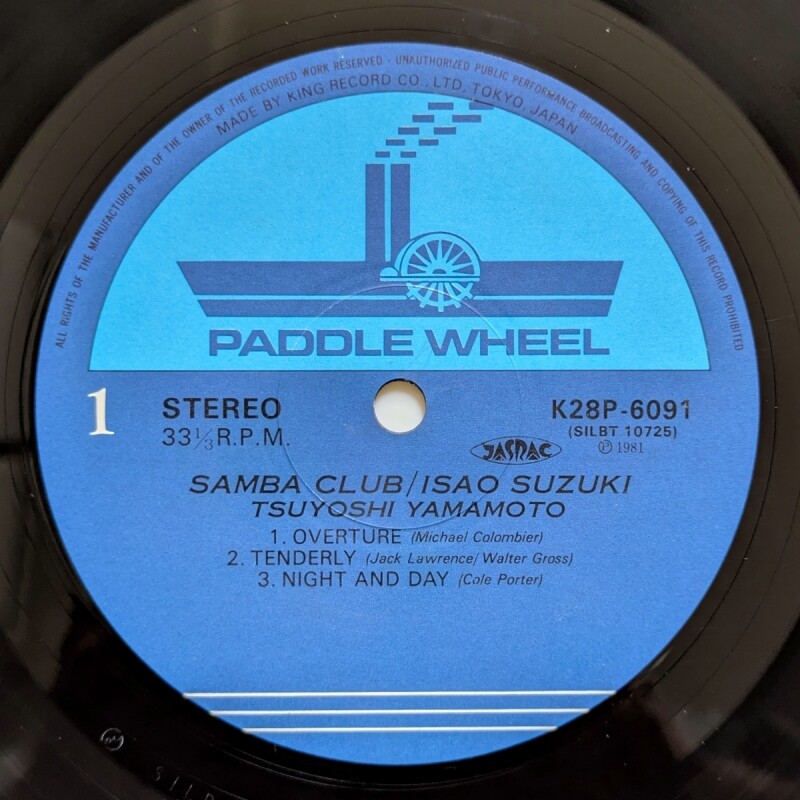 ALL RIGHTS OF THE MANUFACTURER AND OF THE OWNER OF THE RECORDED WORK RESERVED · UNAUTHORIZED PUBLIC PERFORMANCE BROADCASTING AND COPYING OF THIS RECORD PROHIBITED
MADE BY KING RECORD CO., LTD. TOKYO, JAPAN
PADDLE WHEEL
1
STEREO
33 1/3 R.P.M.
K28P-6091
(SILBT 10725)
JASRAC
Ⓟ 1981
SAMBA CLUB/ISAO SUZUKI
TSUYOSHI YAMAMOTO
1. OVERTURE (Michael Colombier)
2. TENDERLY (Jack Lawrence/Walter Gross)
3. NIGHT AND DAY (Cole Porter)